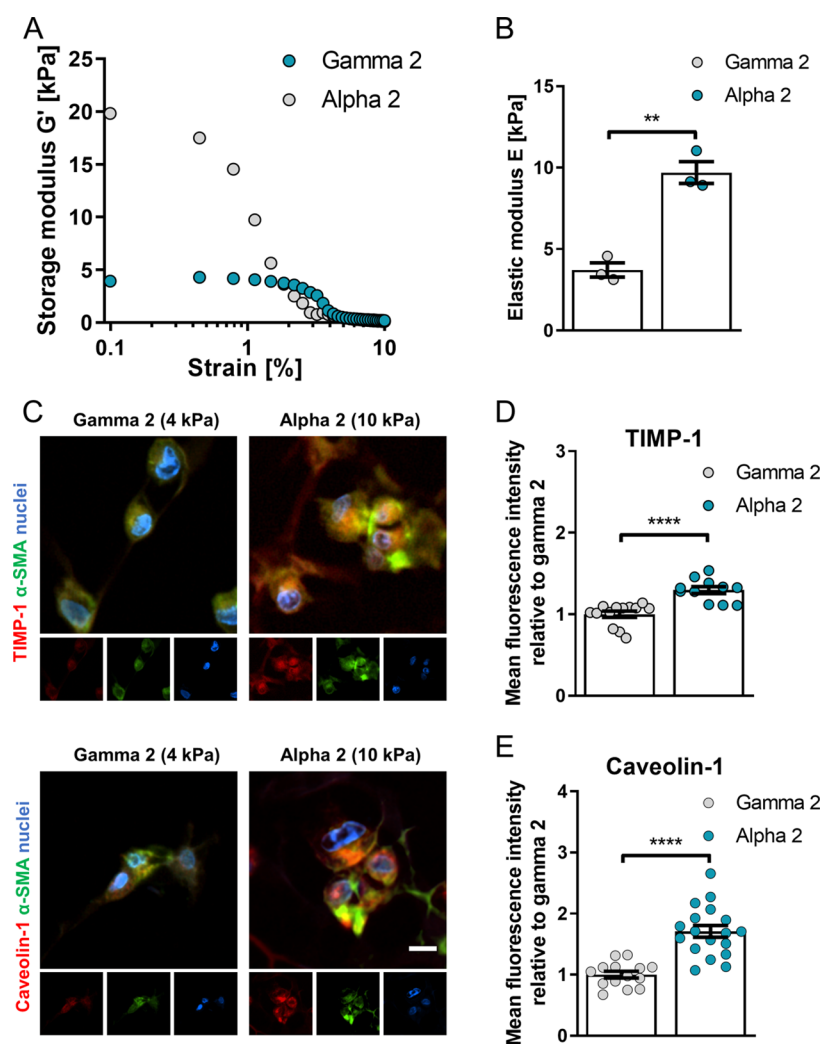 A
Storage modulus G' [kPa]
25
20
15
10
5
0
0.1
1
10
Strain [%]
Gamma 2
Alpha 2
B
Elastic modulus E [kPa]
15
10
5
0
Gamma 2
Alpha 2
**
C
Gamma 2 (4 kPa)
Alpha 2 (10 kPa)
TIMP-1 α-SMA nuclei
Gamma 2 (4 kPa)
Alpha 2 (10 kPa)
Caveolin-1 α-SMA nuclei
D
TIMP-1
Mean fluorescence intensity
relative to gamma 2
3
2
1
0
Gamma 2
Alpha 2
****
E
Caveolin-1
Mean fluorescence intensity
relative to gamma 2
4
3
2
1
0
Gamma 2
Alpha 2
****